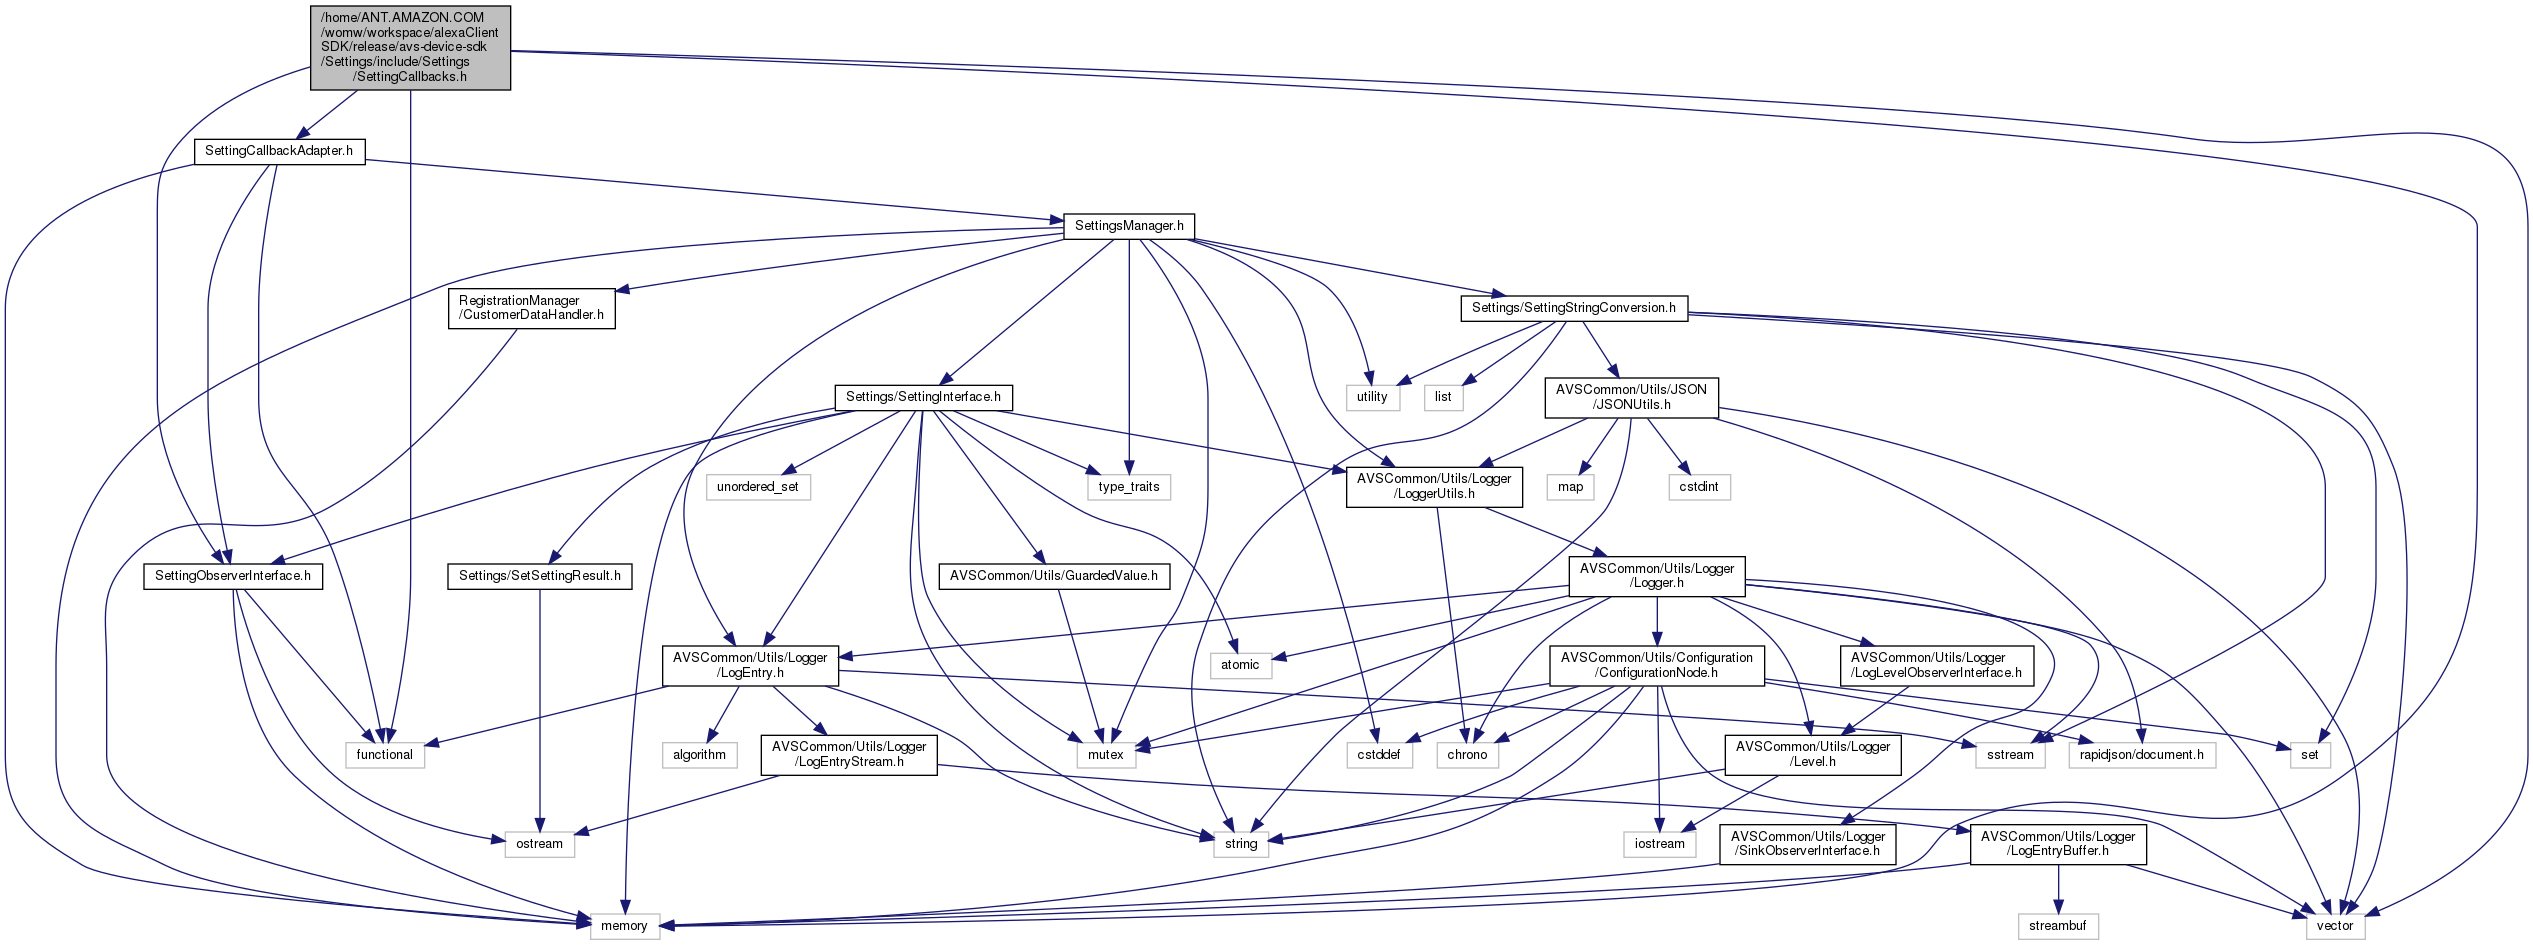 /home/ANT.AMAZON.COM
/womw/workspace/alexaClient
SDK/release/avs-device-sdk
/Settings/include/Settings
/SettingCallbacks.h
SettingCallbackAdapter.h
SettingsManager.h
RegistrationManager
/CustomerDataHandler.h
Settings/SettingStringConversion.h
Settings/SettingInterface.h
utility
list
AVSCommon/Utils/JSON
/JSONUtils.h
unordered_set
type_traits
AVSCommon/Utils/Logger
/LoggerUtils.h
map
cstdint
SettingObserverInterface.h
Settings/SetSettingResult.h
AVSCommon/Utils/GuardedValue.h
AVSCommon/Utils/Logger
/Logger.h
AVSCommon/Utils/Logger
/LogEntry.h
atomic
AVSCommon/Utils/Configuration
/ConfigurationNode.h
AVSCommon/Utils/Logger
/LogLevelObserverInterface.h
functional
algorithm
AVSCommon/Utils/Logger
/LogEntryStream.h
mutex
cstddef
chrono
AVSCommon/Utils/Logger
/Level.h
sstream
rapidjson/document.h
set
ostream
string
iostream
AVSCommon/Utils/Logger
/SinkObserverInterface.h
AVSCommon/Utils/Logger
/LogEntryBuffer.h
memory
streambuf
vector